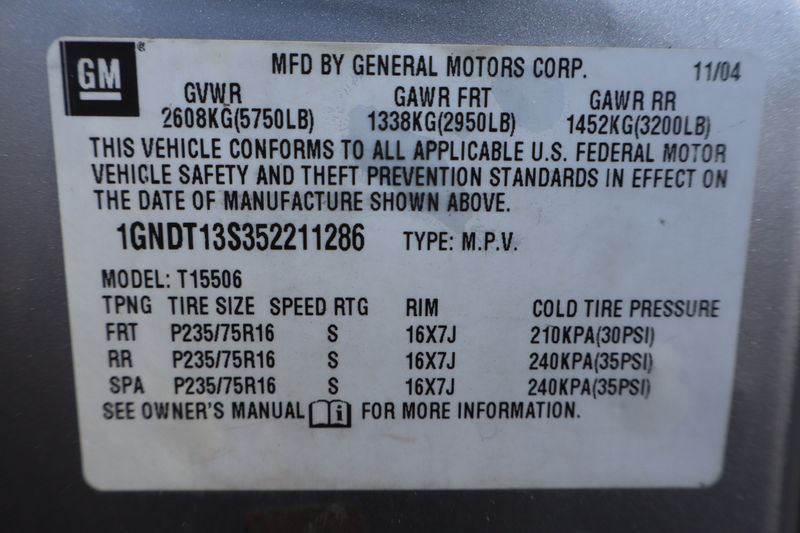 GM ®
MFD BY GENERAL MOTORS CORP. 11/04
GVWR GAWR FRT GAWR RR
2608KG(5750LB) 1338KG(2950LB) 1452KG(3200LB)
THIS VEHICLE CONFORMS TO ALL APPLICABLE U.S. FEDERAL MOTOR
VEHICLE SAFETY AND THEFT PREVENTION STANDARDS IN EFFECT ON
THE DATE OF MANUFACTURE SHOWN ABOVE.
1GNDT13S352211286 TYPE: M.P.V.
MODEL: T15506
TPNG TIRE SIZE SPEED RTG RIM COLD TIRE PRESSURE
FRT P235/75R16 S 16X7J 210KPA(30PSI)
RR P235/75R16 S 16X7J 240KPA(35PSI)
SPA P235/75R16 S 16X7J 240KPA(35PSI)
SEE OWNER'S MANUAL i FOR MORE INFORMATION.